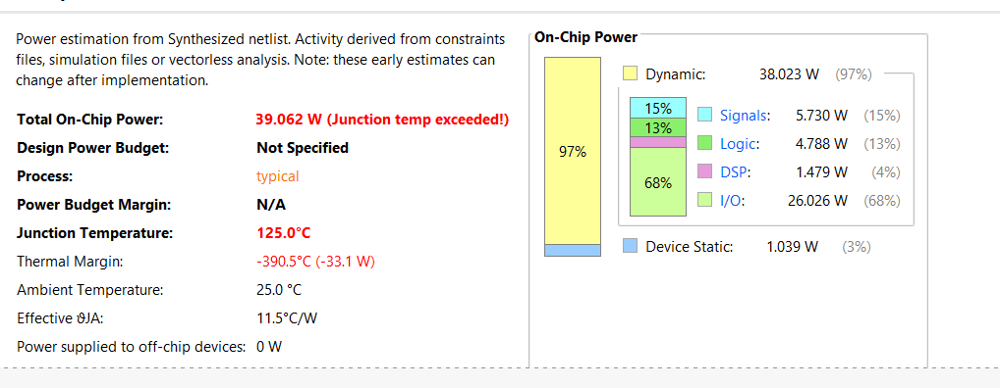 Power estimation from Synthesized netlist. Activity derived from constraints
files, simulation files or vectorless analysis. Note: these early estimates can
change after implementation.
Total On-Chip Power: 39.062 W (Junction temp exceeded!)
Design Power Budget: Not Specified
Process: typical
Power Budget Margin: N/A
Junction Temperature: 125.0°C
Thermal Margin: -390.5°C (-33.1 W)
Ambient Temperature: 25.0 °C
Effective ϑJA: 11.5°C/W
Power supplied to off-chip devices: 0 W
On-Chip Power
97%
Dynamic: 38.023 W (97%)
15%
13%
68%
Signals: 5.730 W (15%)
Logic: 4.788 W (13%)
DSP: 1.479 W (4%)
I/O: 26.026 W (68%)
Device Static: 1.039 W (3%)